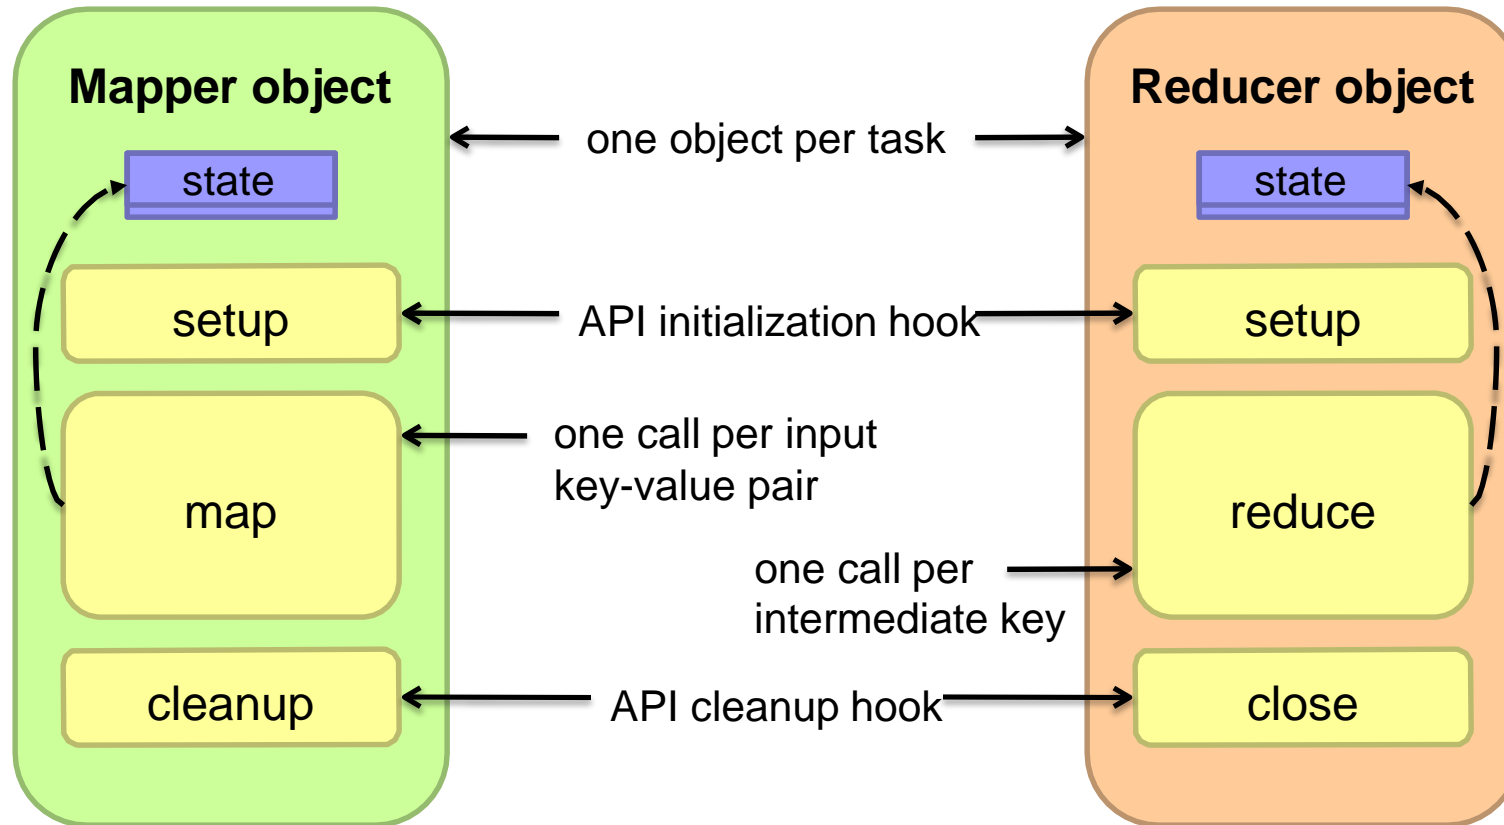 Mapper object
Reducer object
one object per task
state
state
setup
API initialization hook
setup
one call per input
key-value pair
map
reduce
one call per
intermediate key
cleanup
API cleanup hook
close